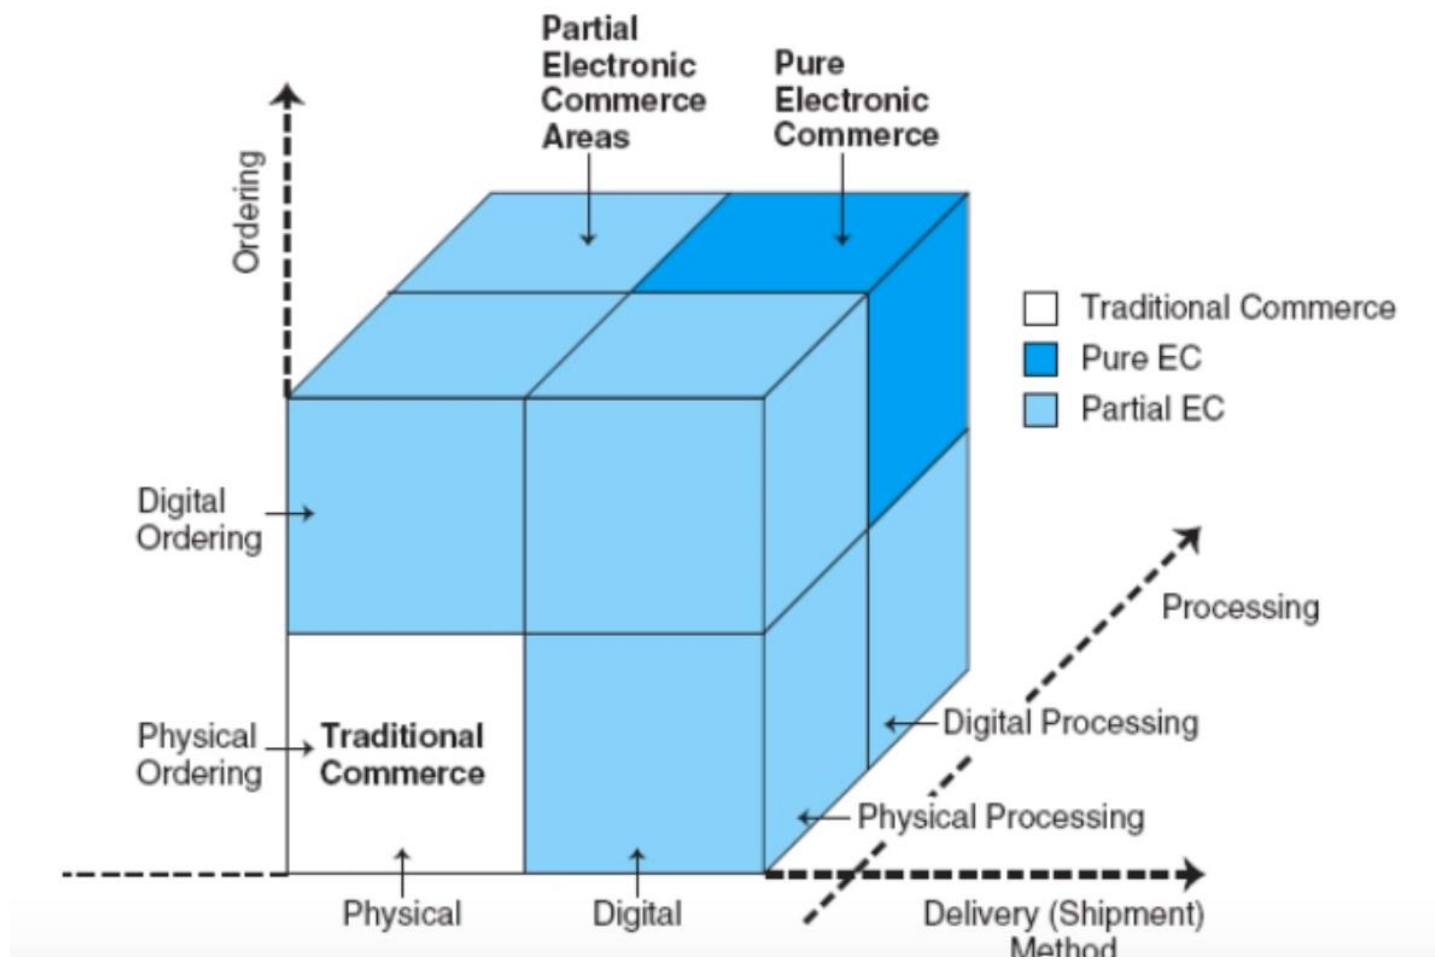 Partial
Electronic
Commerce
Areas
Pure
Electronic
Commerce
Ordering
Traditional Commerce
Pure EC
Partial EC
Digital
Ordering
Processing
Physical
Ordering
Traditional
Commerce
Digital Processing
Physical Processing
Physical
Digital
Delivery (Shipment)
Method